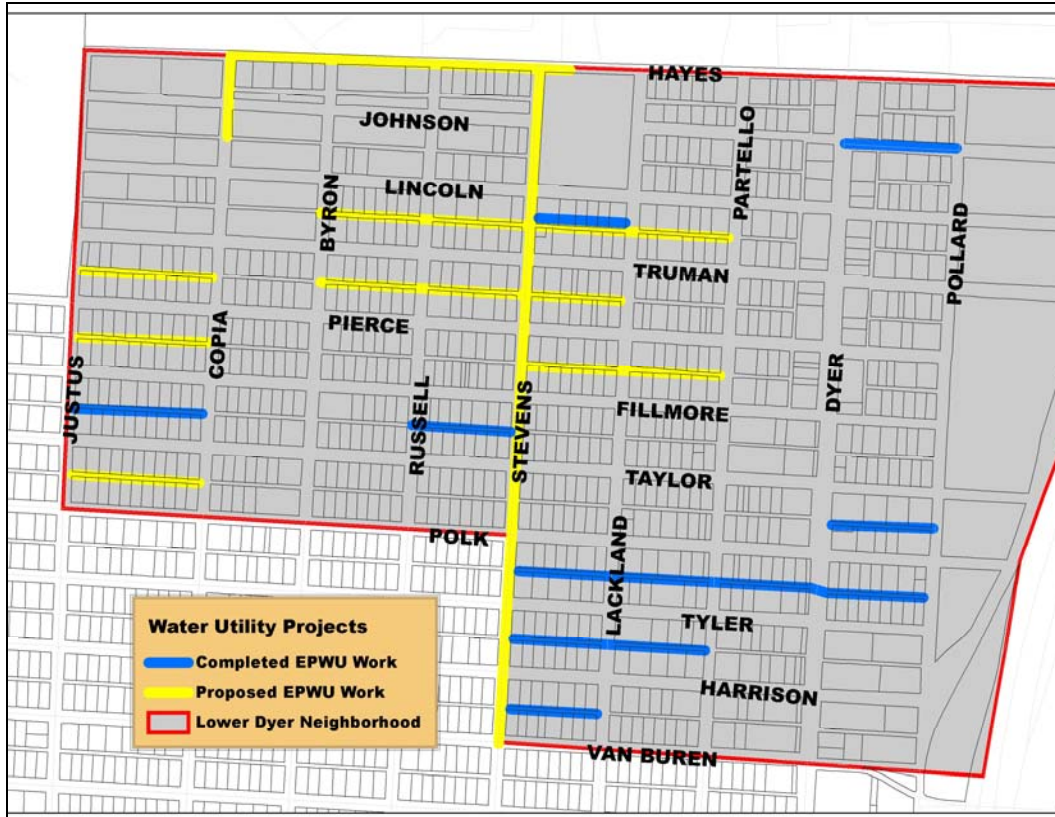 HAYES
JOHNSON
PARTELLO
LINCOLN
BYRON
POLLARD
TRUMAN
PIERCE
COPIA
DYER
JUSTUS
RUSSELL
STEVENS
FILLMORE
TAYLOR
POLK
LACKLAND
TYLER
HARRISON
VAN BUREN
Water Utility Projects
Completed EPWU Work
Proposed EPWU Work
Lower Dyer Neighborhood